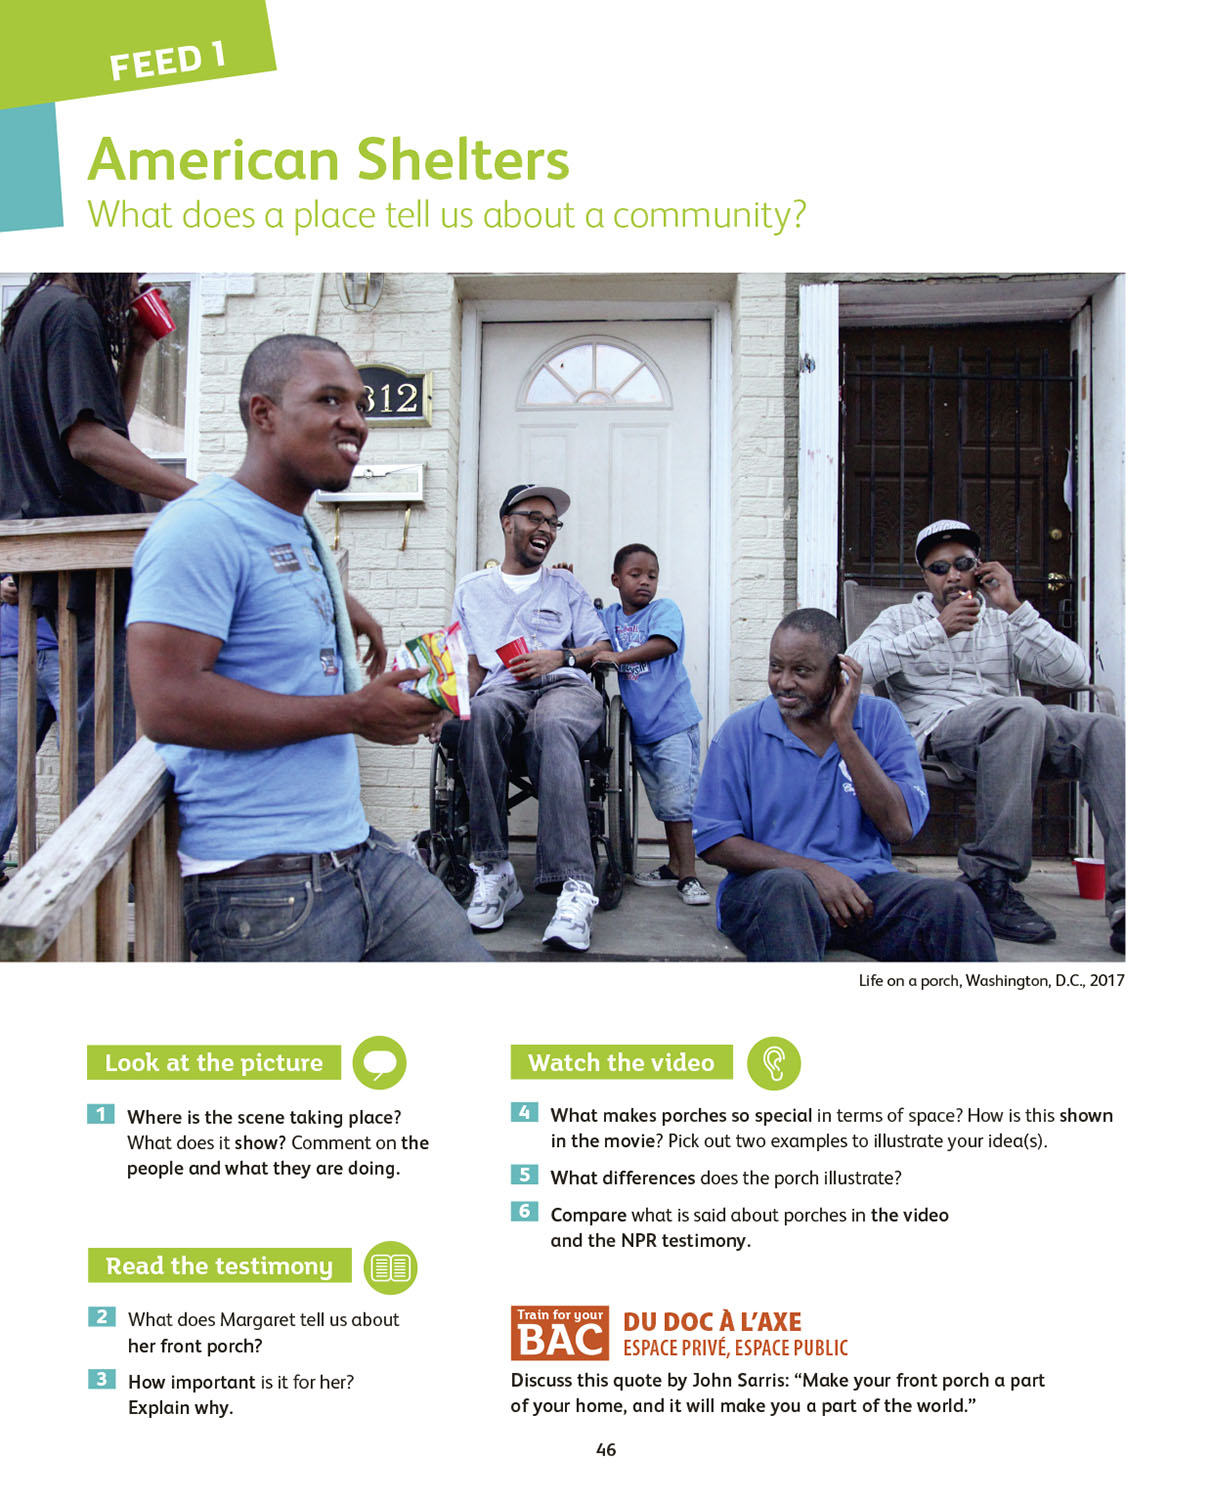 FEED 1
American Shelters
What does a place tell us about a community?
312
Life on a porch, Washington, D.C., 2017
Look at the picture
1 Where is the scene taking place?
What does it show? Comment on the
people and what they are doing.
Read the testimony
2 What does Margaret tell us about
her front porch?
3 How important is it for her?
Explain why.
Watch the video
4 What makes porches so special in terms of space? How is this shown
in the movie? Pick out two examples to illustrate your idea(s).
5 What differences does the porch illustrate?
6 Compare what is said about porches in the video
and the NPR testimony.
Train for your
BAC
DU DOC À L’AXE
ESPACE PRIVÉ, ESPACE PUBLIC
Discuss this quote by John Sarris: “Make your front porch a part
of your home, and it will make you a part of the world.”
46